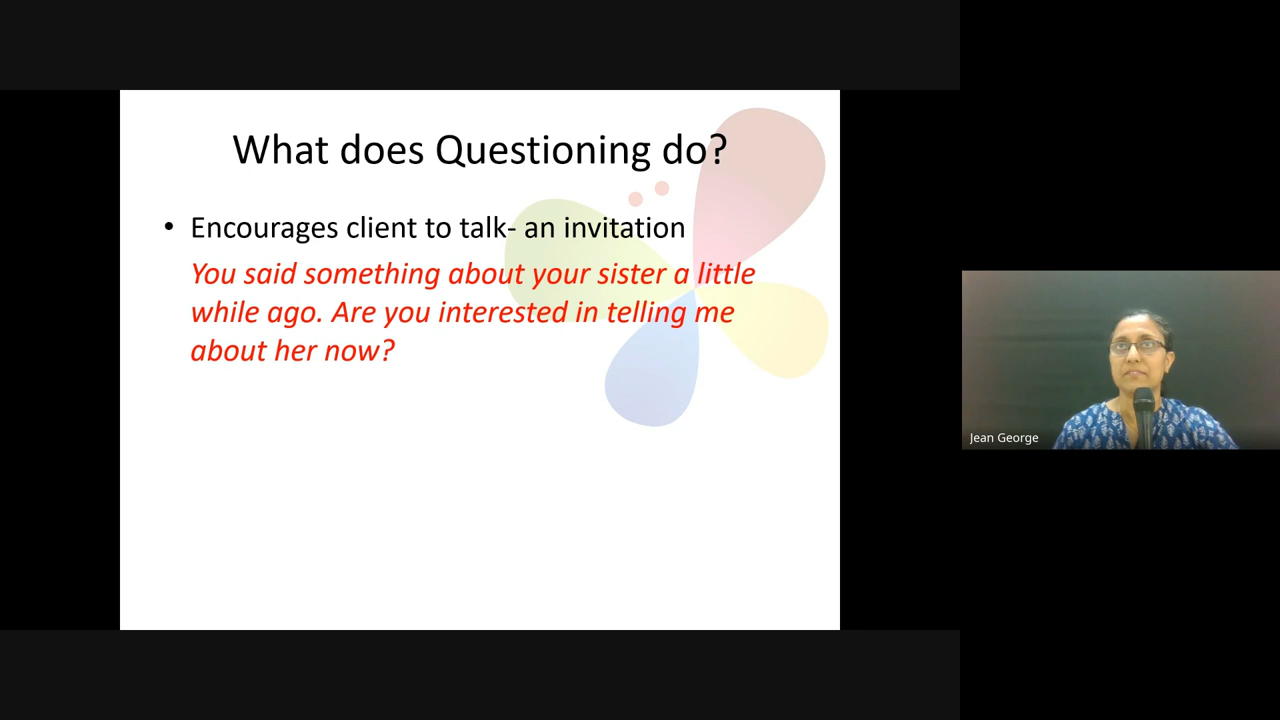 What does Questioning do?
• Encourages client to talk- an invitation
You said something about your sister a little
while ago. Are you interested in telling me
about her now?
Jean George